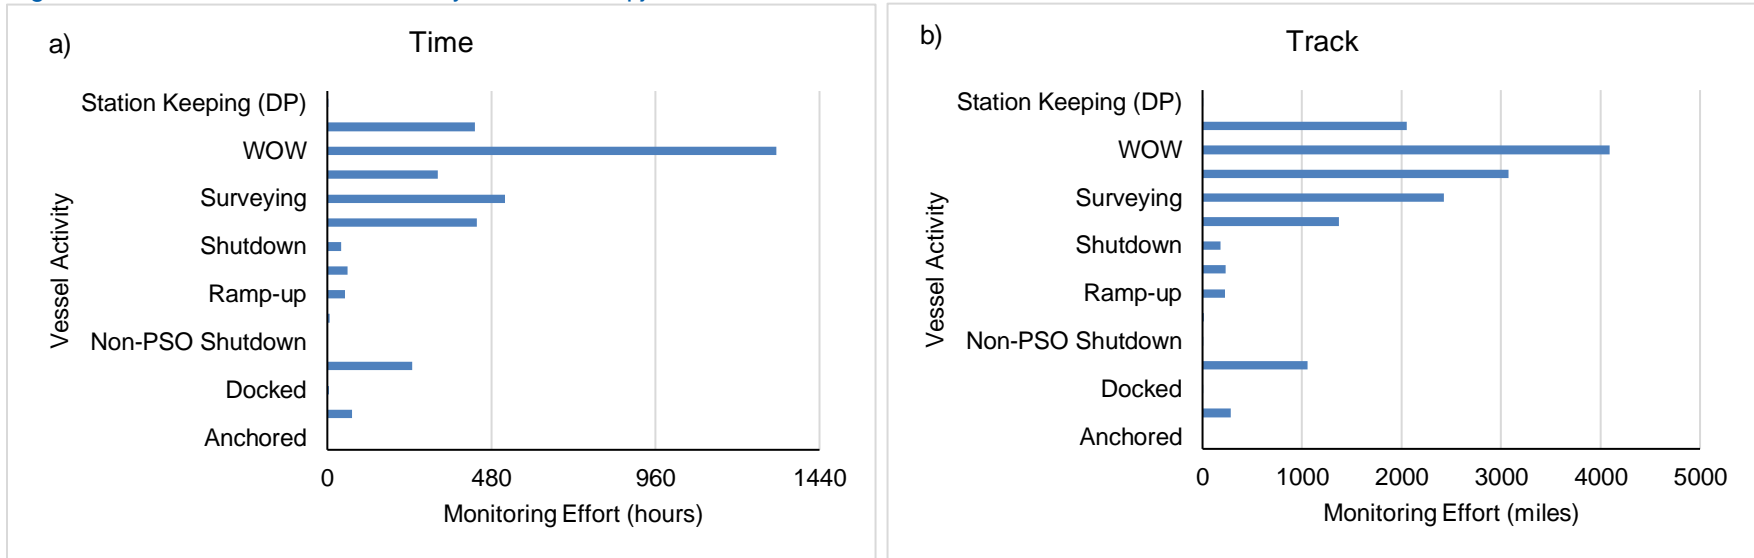 a)
Time
Station Keeping (DP)
WOW
Surveying
Shutdown
Ramp-up
Non-PSO Shutdown
Docked
Anchored
Vessel Activity
0 480 960 1440
Monitoring Effort (hours)
b)
Track
Station Keeping (DP)
WOW
Surveying
Shutdown
Ramp-up
Non-PSO Shutdown
Docked
Anchored
Vessel Activity
0 1000 2000 3000 4000 5000
Monitoring Effort (miles)